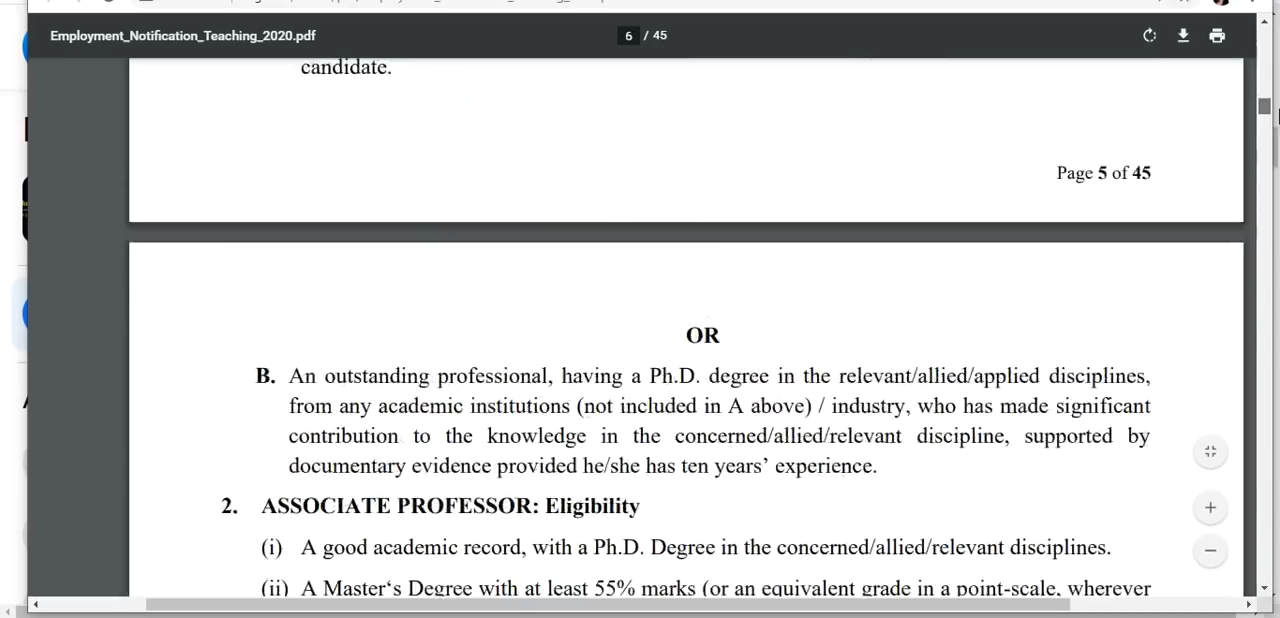 Employment_Notification_Teaching_2020.pdf
6 / 45
candidate.
Page 5 of 45
OR
B. An outstanding professional, having a Ph.D. degree in the relevant/allied/applied disciplines,
from any academic institutions (not included in A above) / industry, who has made significant
contribution to the knowledge in the concerned/allied/relevant discipline, supported by
documentary evidence provided he/she has ten years’ experience.
2. ASSOCIATE PROFESSOR: Eligibility
(i) A good academic record, with a Ph.D. Degree in the concerned/allied/relevant disciplines.
(ii) A Master‘s Degree with at least 55% marks (or an equivalent grade in a point-scale, wherever